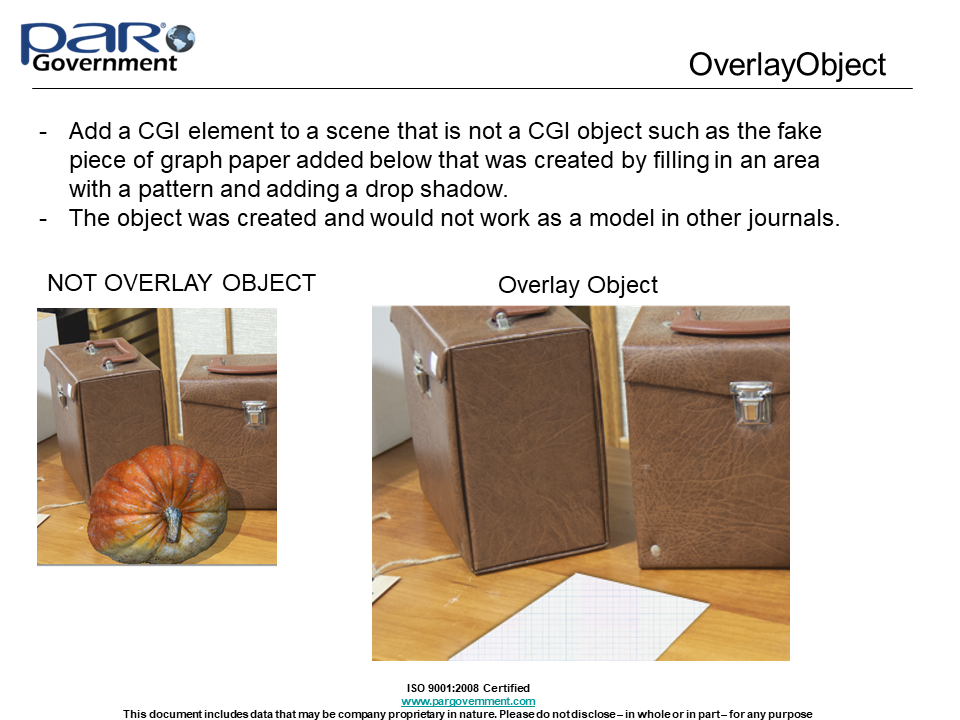 PAR®
Government
OverlayObject
- Add a CGI element to a scene that is not a CGI object such as the fake
piece of graph paper added below that was created by filling in an area
with a pattern and adding a drop shadow.
- The object was created and would not work as a model in other journals.
NOT OVERLAY OBJECT
Overlay Object
ISO 9001:2008 Certified
www.pargovernment.com
This document includes data that may be company proprietary in nature. Please do not disclose – in whole or in part – for any purpose